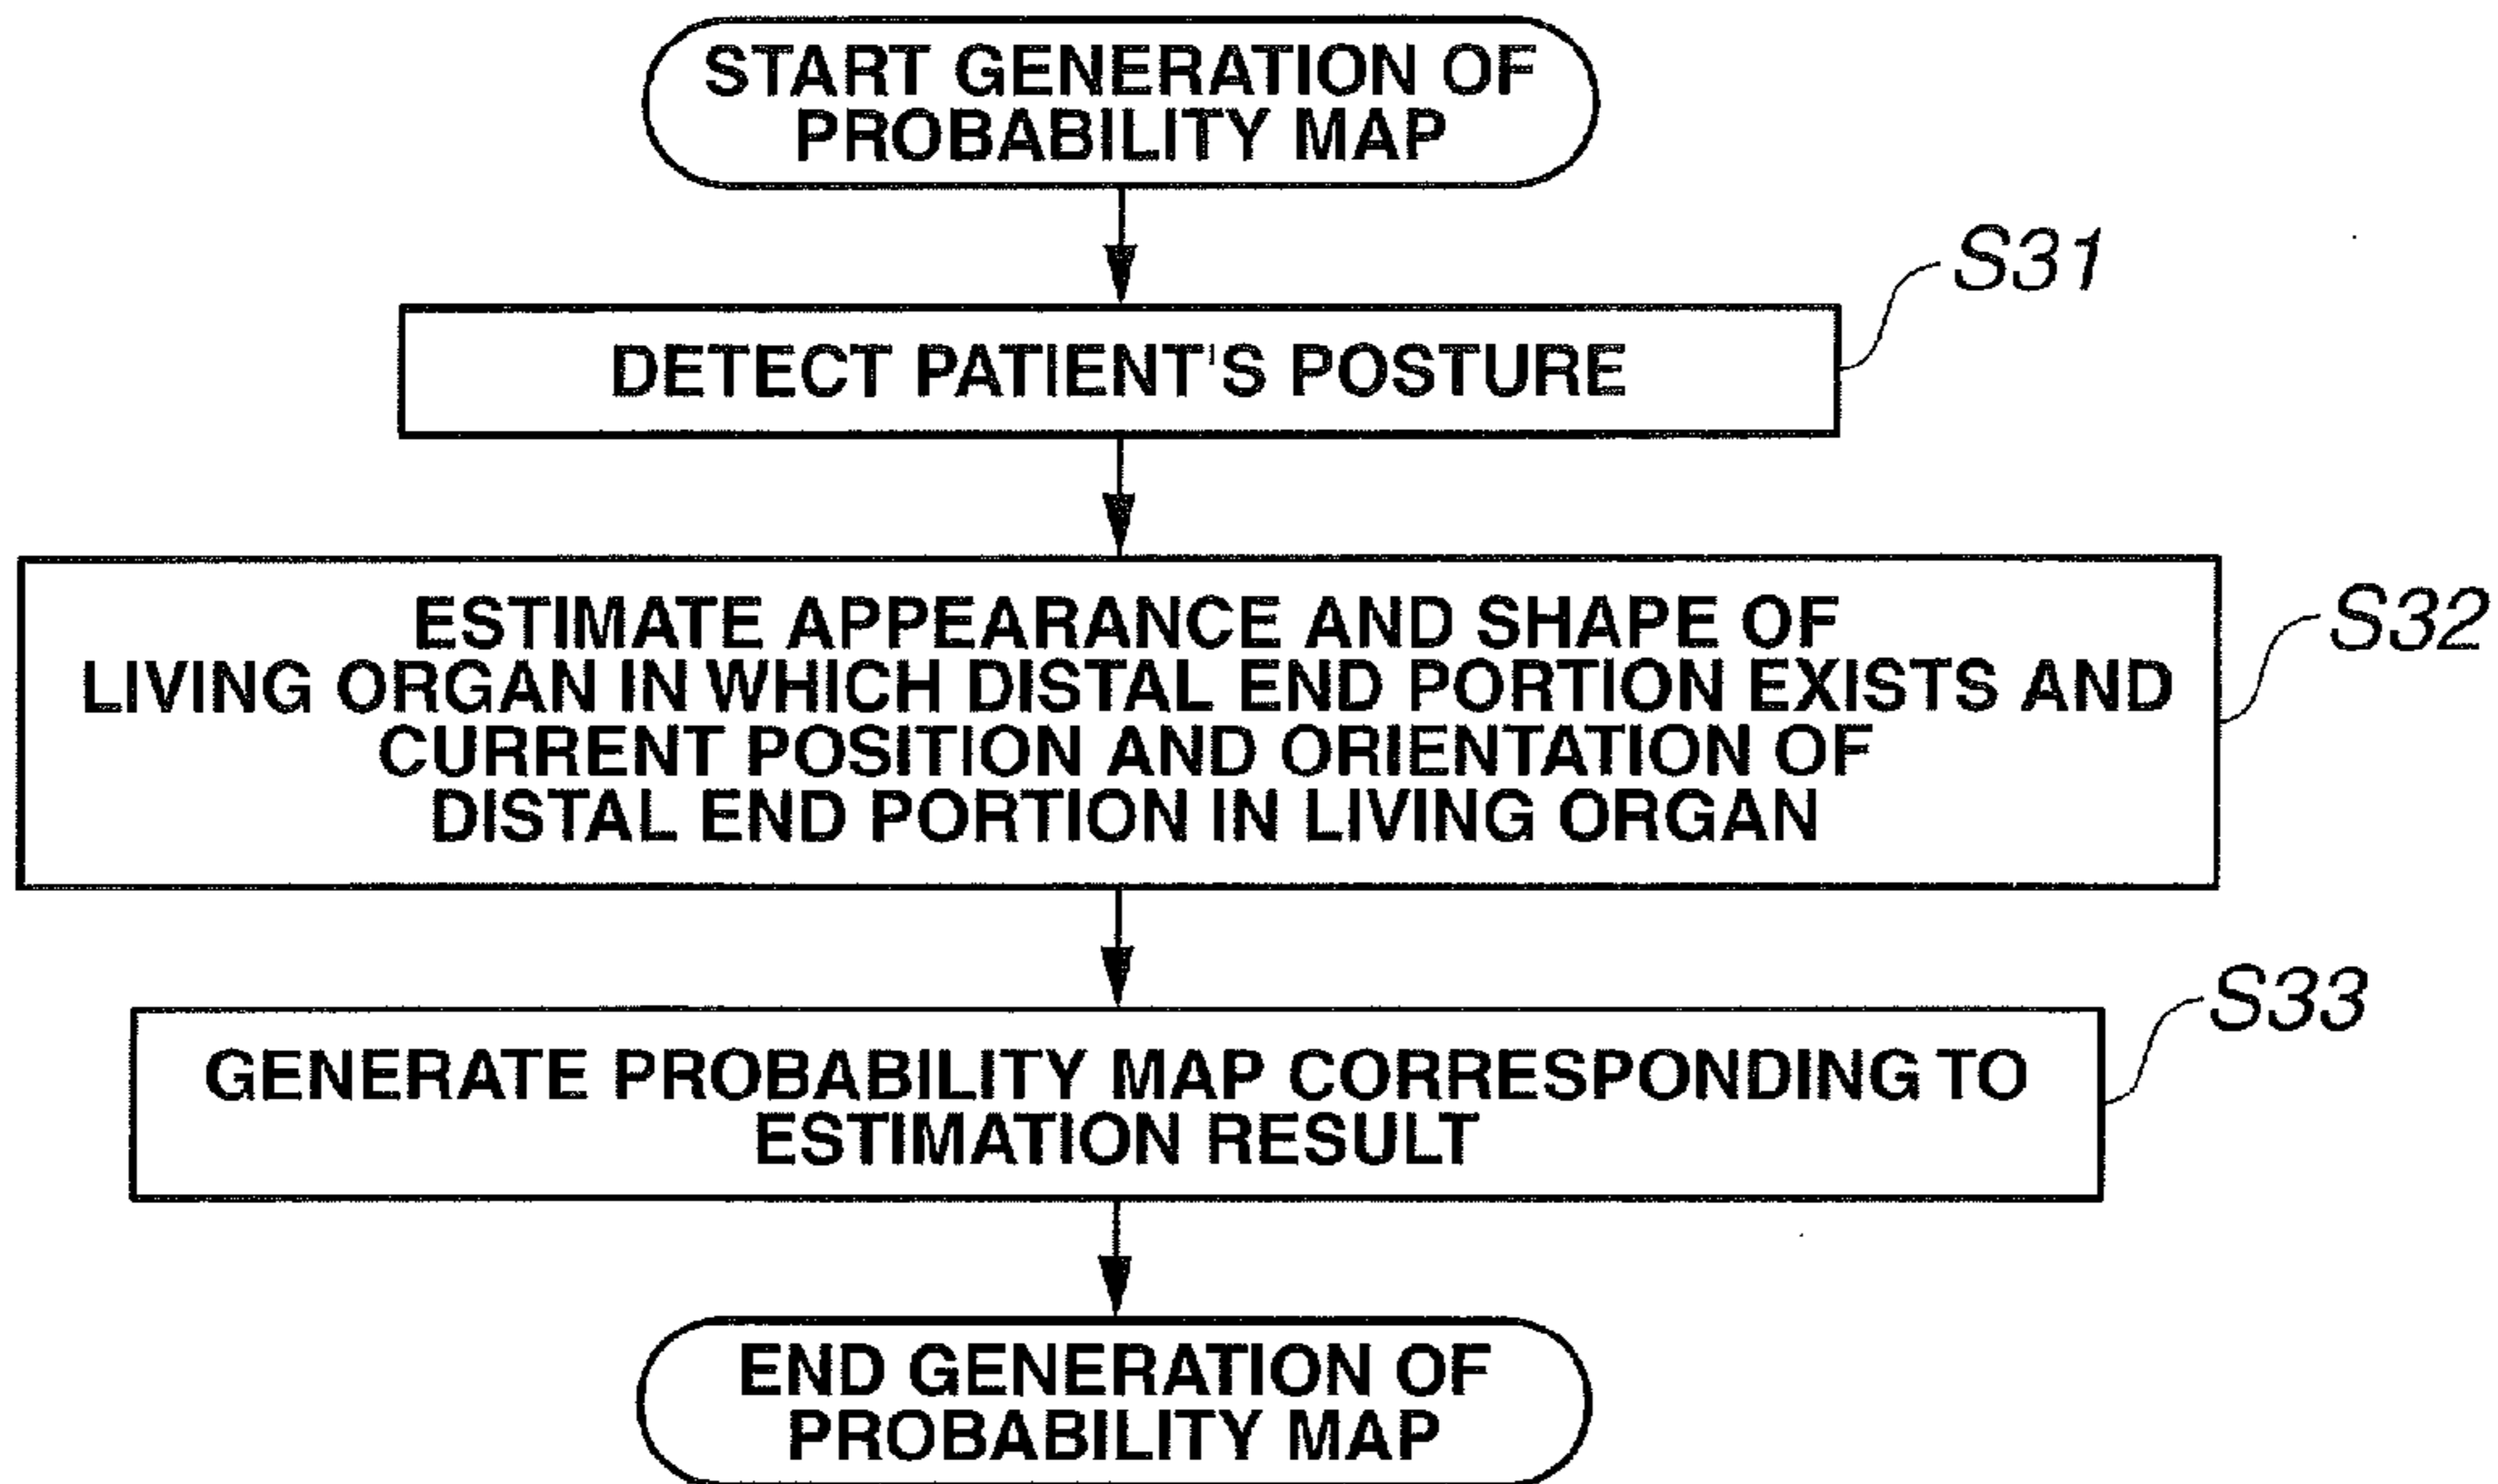 START GENERATION OF
PROBABILITY MAP
S31
DETECT PATIENT'S POSTURE
S32
ESTIMATE APPEARANCE AND SHAPE OF
LIVING ORGAN IN WHICH DISTAL END PORTION EXISTS AND
CURRENT POSITION AND ORIENTATION OF
DISTAL END PORTION IN LIVING ORGAN
S33
GENERATE PROBABILITY MAP CORRESPONDING TO
ESTIMATION RESULT
END GENERATION OF
PROBABILITY MAP